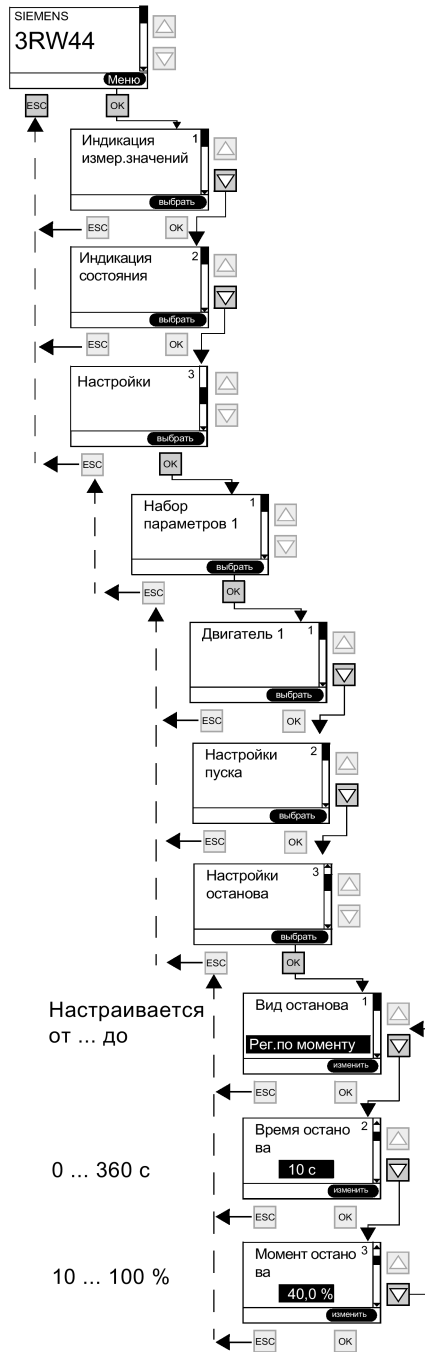 SIEMENS
3RW44
Меню
ESC
OK
Индикация
измер.значений
1
выбрать
ESC
OK
Индикация
состояния
2
выбрать
ESC
OK
Настройки
3
выбрать
ESC
OK
Набор
параметров 1
1
выбрать
ESC
OK
Двигатель 1
1
выбрать
ESC
OK
Настройки
пуска
2
выбрать
ESC
OK
Настройки
останова
3
выбрать
ESC
OK
Настраивается
от ... до
Вид останова
1
Рег.по моменту
изменить
ESC
OK
0 ... 360 с
Время остано
ва
2
10 с
изменить
ESC
OK
10 ... 100 %
Момент остано
ва
3
40,0 %
изменить
ESC
OK